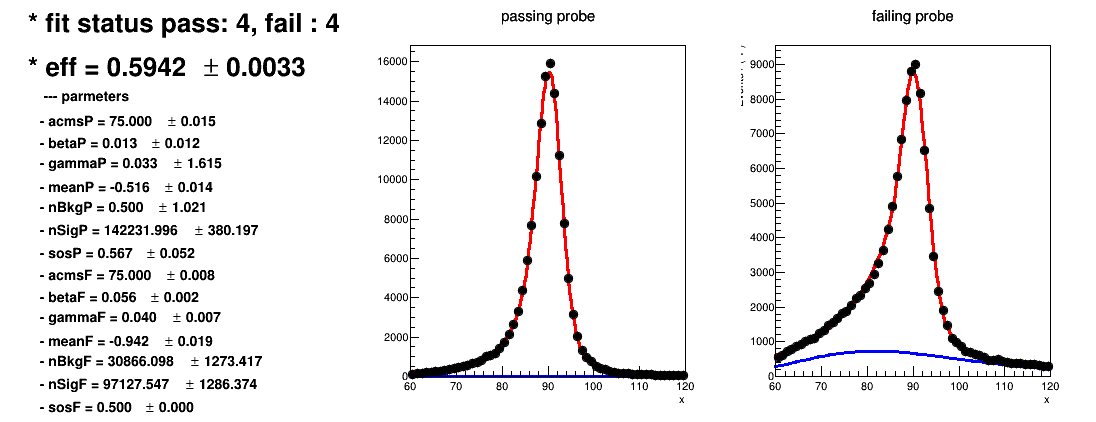 * fit status pass: 4, fail : 4
* eff = 0.5942 ± 0.0033
--- parmeters
- acmsP = 75.000 ± 0.015
- betaP = 0.013 ± 0.012
- gammaP = 0.033 ± 1.615
- meanP = -0.516 ± 0.014
- nBkgP = 0.500 ± 1.021
- nSigP = 142231.996 ± 380.197
- sosP = 0.567 ± 0.052
- acmsF = 75.000 ± 0.008
- betaF = 0.056 ± 0.002
- gammaF = 0.040 ± 0.007
- meanF = -0.942 ± 0.019
- nBkgF = 30866.098 ± 1273.417
- nSigF = 97127.547 ± 1286.374
- sosF = 0.500 ± 0.000
passing probe
16000
14000
12000
10000
8000
6000
4000
2000
0
60 70 80 90 100 110 120
x
failing probe
9000
8000
7000
6000
5000
4000
3000
2000
1000
0
60 70 80 90 100 110 120
x